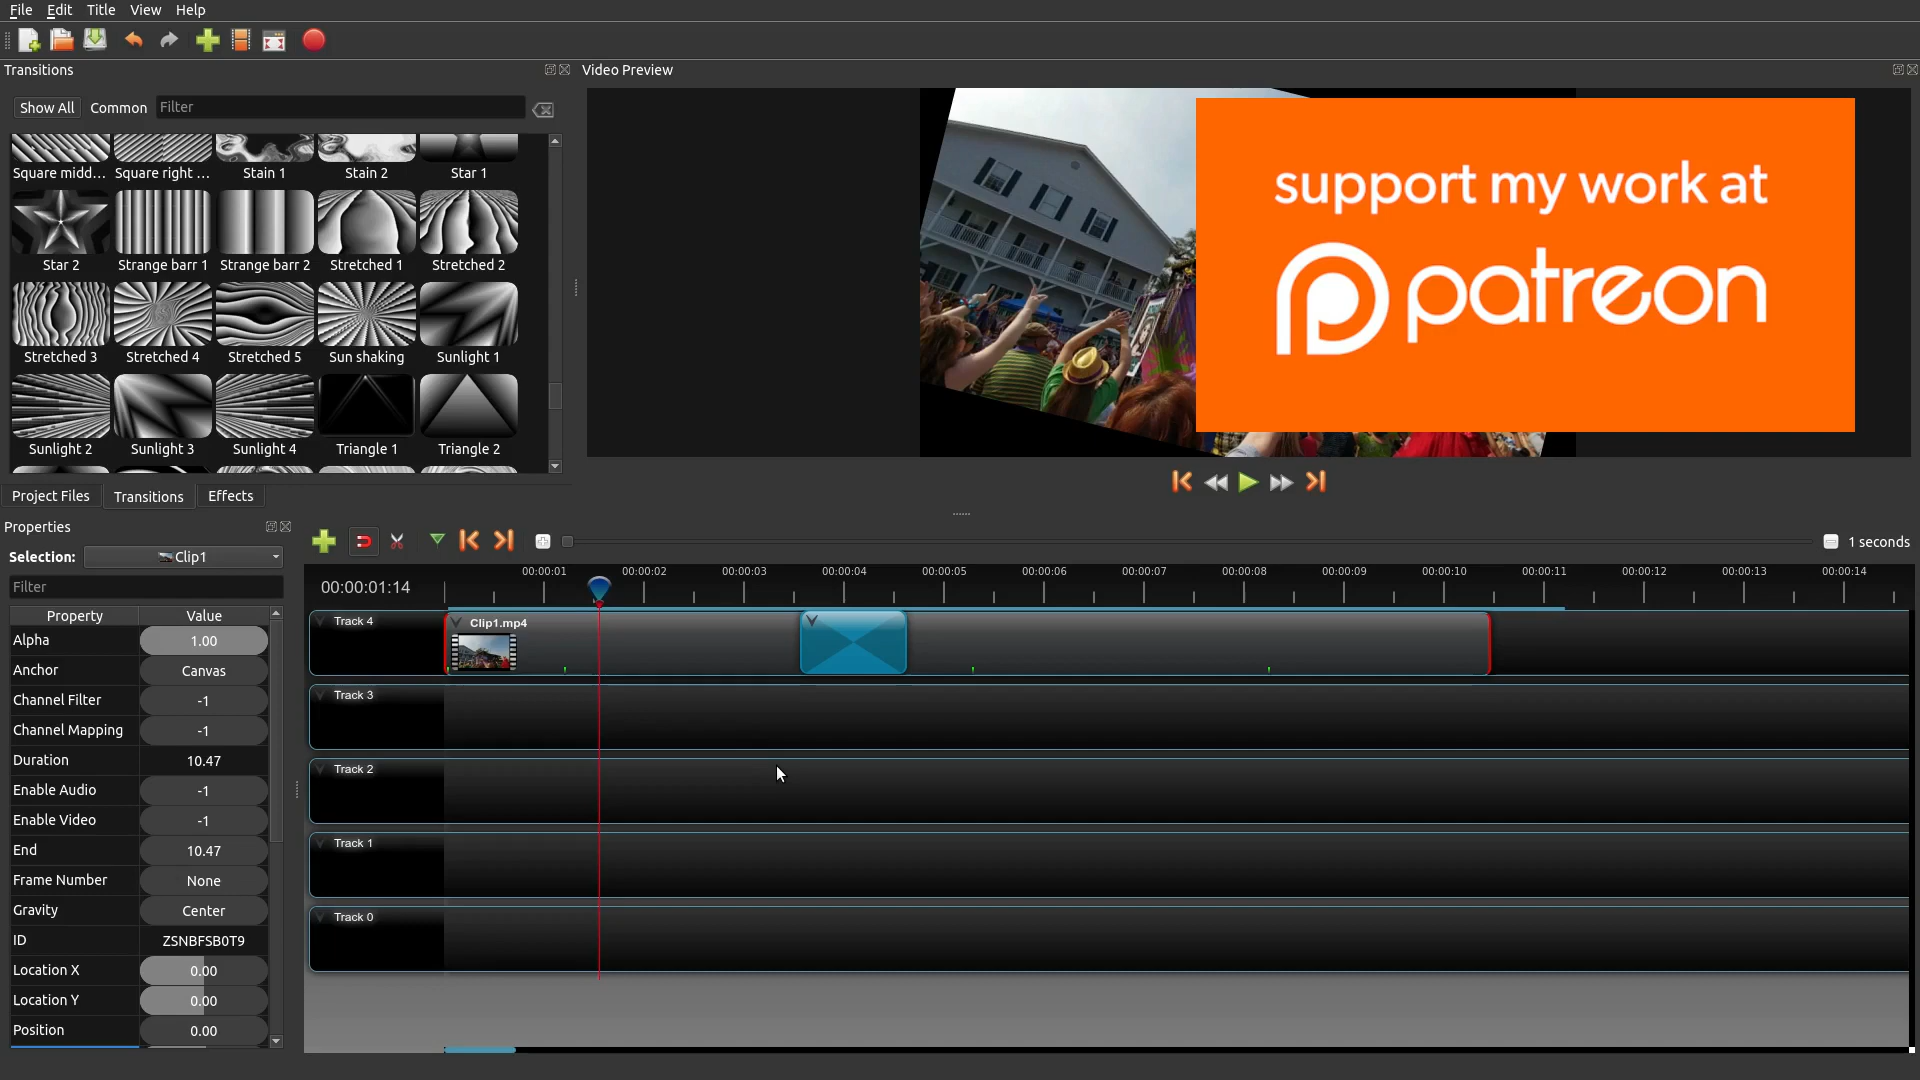 File Edit Title View Help
Transitions
Video Preview
Show All Common Filter
Square midd... Square right ... Stain 1 Stain 2 Star 1
Star 2 Strange barr 1 Strange barr 2 Stretched 1 Stretched 2
Stretched 3 Stretched 4 Stretched 5 Sun shaking Sunlight 1
Sunlight 2 Sunlight 3 Sunlight 4 Triangle 1 Triangle 2
support my work at
patreon
Project Files Transitions Effects
Properties
Selection: Clip1
Filter
Property Value
Alpha 1.00
Anchor Canvas
Channel Filter -1
Channel Mapping -1
Duration 10.47
Enable Audio -1
Enable Video -1
End 10.47
Frame Number None
Gravity Center
ID ZSNBFSB0T9
Location X 0.00
Location Y 0.00
Position 0.00
1 seconds
00:00:01:14
00:00:01 00:00:02 00:00:03 00:00:04 00:00:05 00:00:06 00:00:07 00:00:08 00:00:09 00:00:10 00:00:11 00:00:12 00:00:13 00:00:14
Track 4
Clip1.mp4
Track 3
Track 2
Track 1
Track 0